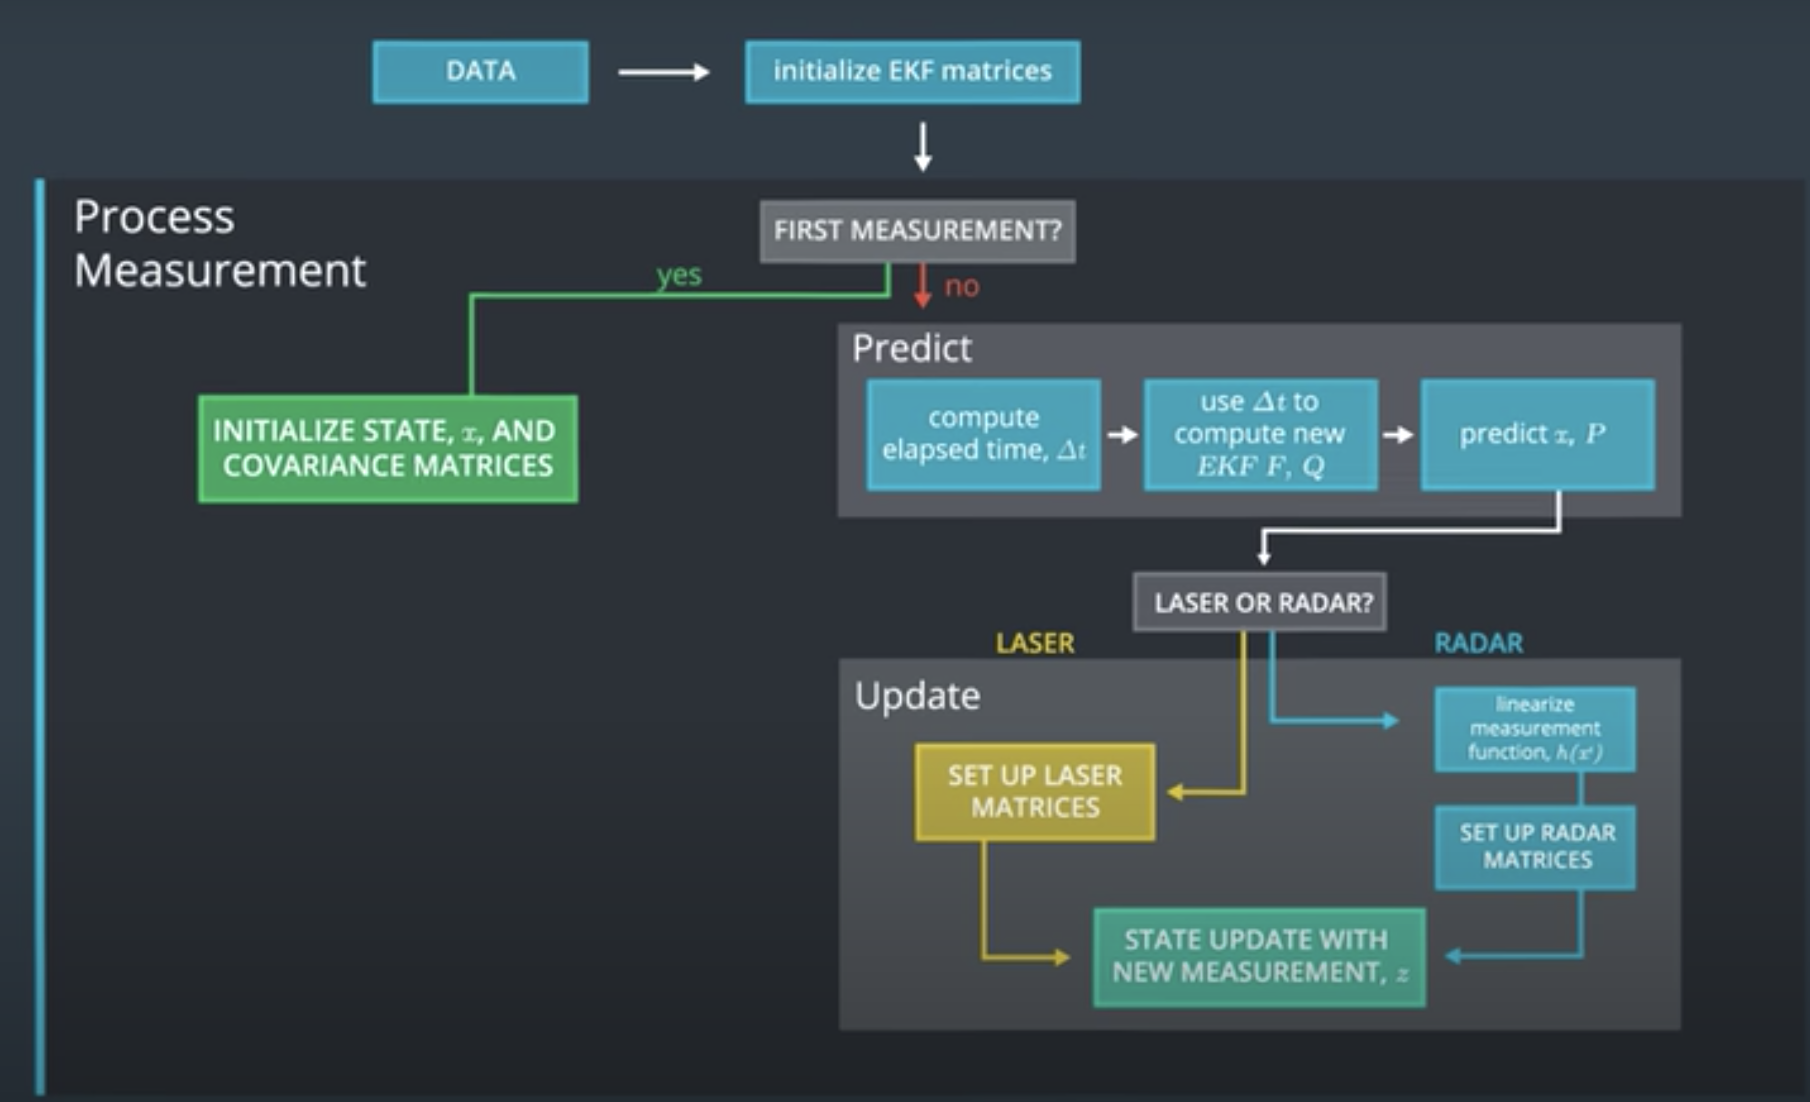 DATA
initialize EKF matrices
Process
Measurement
FIRST MEASUREMENT?
yes
no
INITIALIZE STATE, x, AND
COVARIANCE MATRICES
Predict
compute
elapsed time, Δt
use Δt to
compute new
EKF F, Q
predict x, P
LASER OR RADAR?
LASER
RADAR
Update
SET UP LASER
MATRICES
linearize
measurement
function, h(x')
SET UP RADAR
MATRICES
STATE UPDATE WITH
NEW MEASUREMENT, z